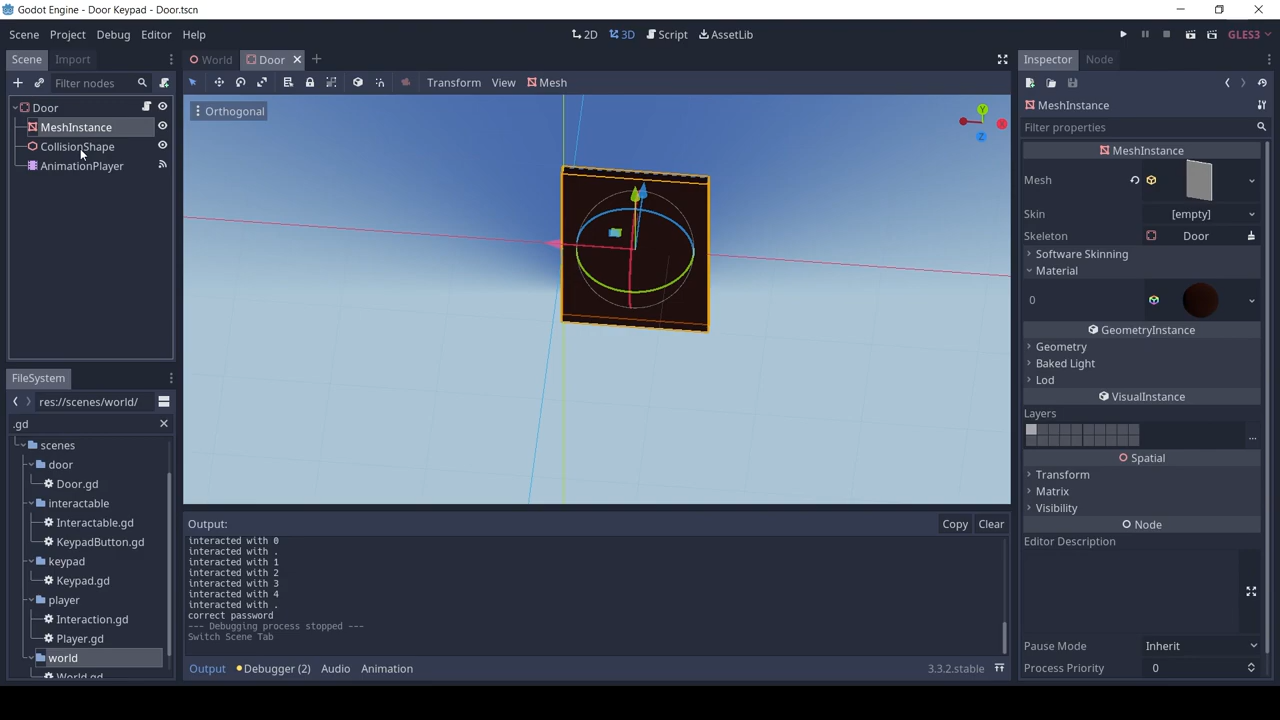 Godot Engine - Door Keypad - Door.tscn
Scene Project Debug Editor Help
2D 3D Script AssetLib
GLES3
Scene Import
World Door
Inspector Node
Filter nodes
Transform View Mesh
Door
MeshInstance
CollisionShape
AnimationPlayer
Orthogonal
Y
X
Z
MeshInstance
Filter properties
MeshInstance
Mesh
Skin [empty]
Skeleton Door
Software Skinning
Material
0
GeometryInstance
Geometry
Baked Light
Lod
VisualInstance
Layers
...
Spatial
Transform
Matrix
Visibility
Node
Editor Description
Pause Mode Inherit
Process Priority 0
FileSystem
res://scenes/world/
.gd
scenes
door
Door.gd
interactable
Interactable.gd
KeypadButton.gd
keypad
Keypad.gd
player
Interaction.gd
Player.gd
world
World.gd
Output:
Copy Clear
interacted with 0
interacted with .
interacted with 1
interacted with 2
interacted with 3
interacted with 4
interacted with .
correct password
--- Debugging process stopped ---
Switch Scene Tab
Output Debugger (2) Audio Animation
3.3.2.stable